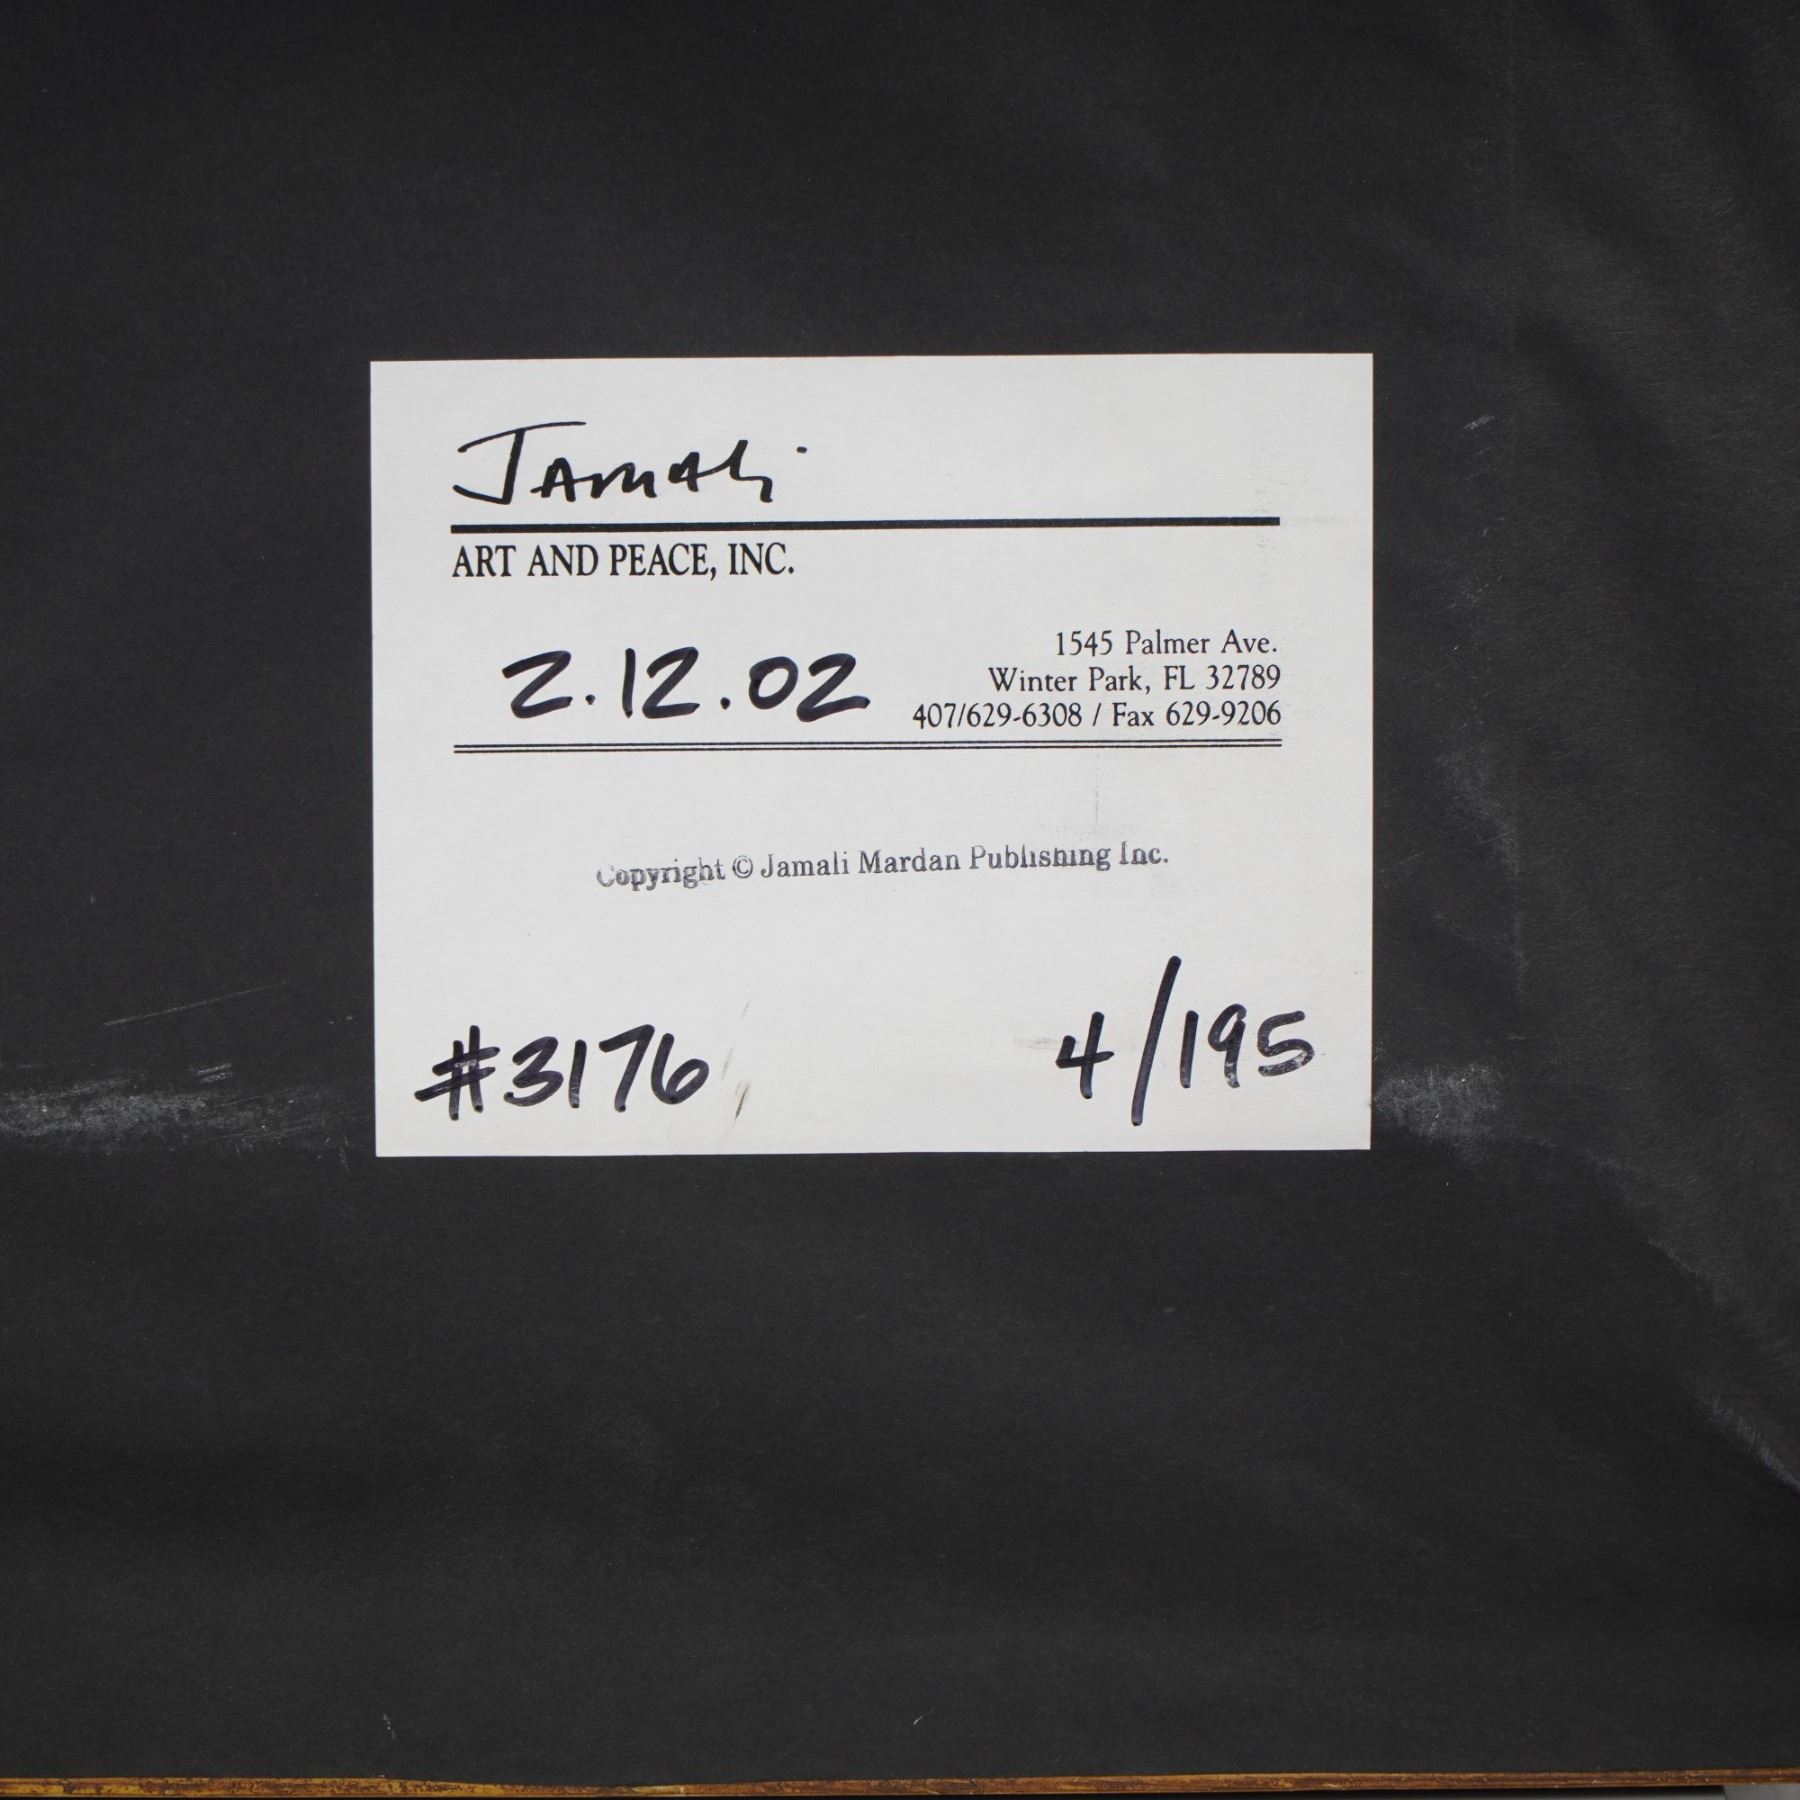 Jamali
ART AND PEACE, INC.
2.12.02
1545 Palmer Ave.
Winter Park, FL 32789
407/629-6308 / Fax 629-9206
Copyright © Jamali Mardan Publishing Inc.
#3176
4/195